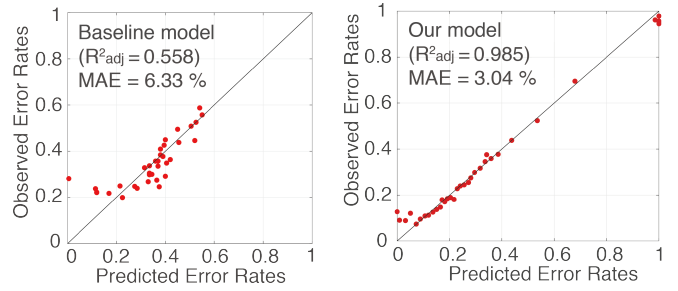 Baseline model
(R²adj = 0.558)
MAE = 6.33 %
Observed Error Rates
1
0.8
0.6
0.4
0.2
0
0 0.2 0.4 0.6 0.8 1
Predicted Error Rates
Our model
(R²adj = 0.985)
MAE = 3.04 %
Observed Error Rates
1
0.8
0.6
0.4
0.2
0
0 0.2 0.4 0.6 0.8 1
Predicted Error Rates